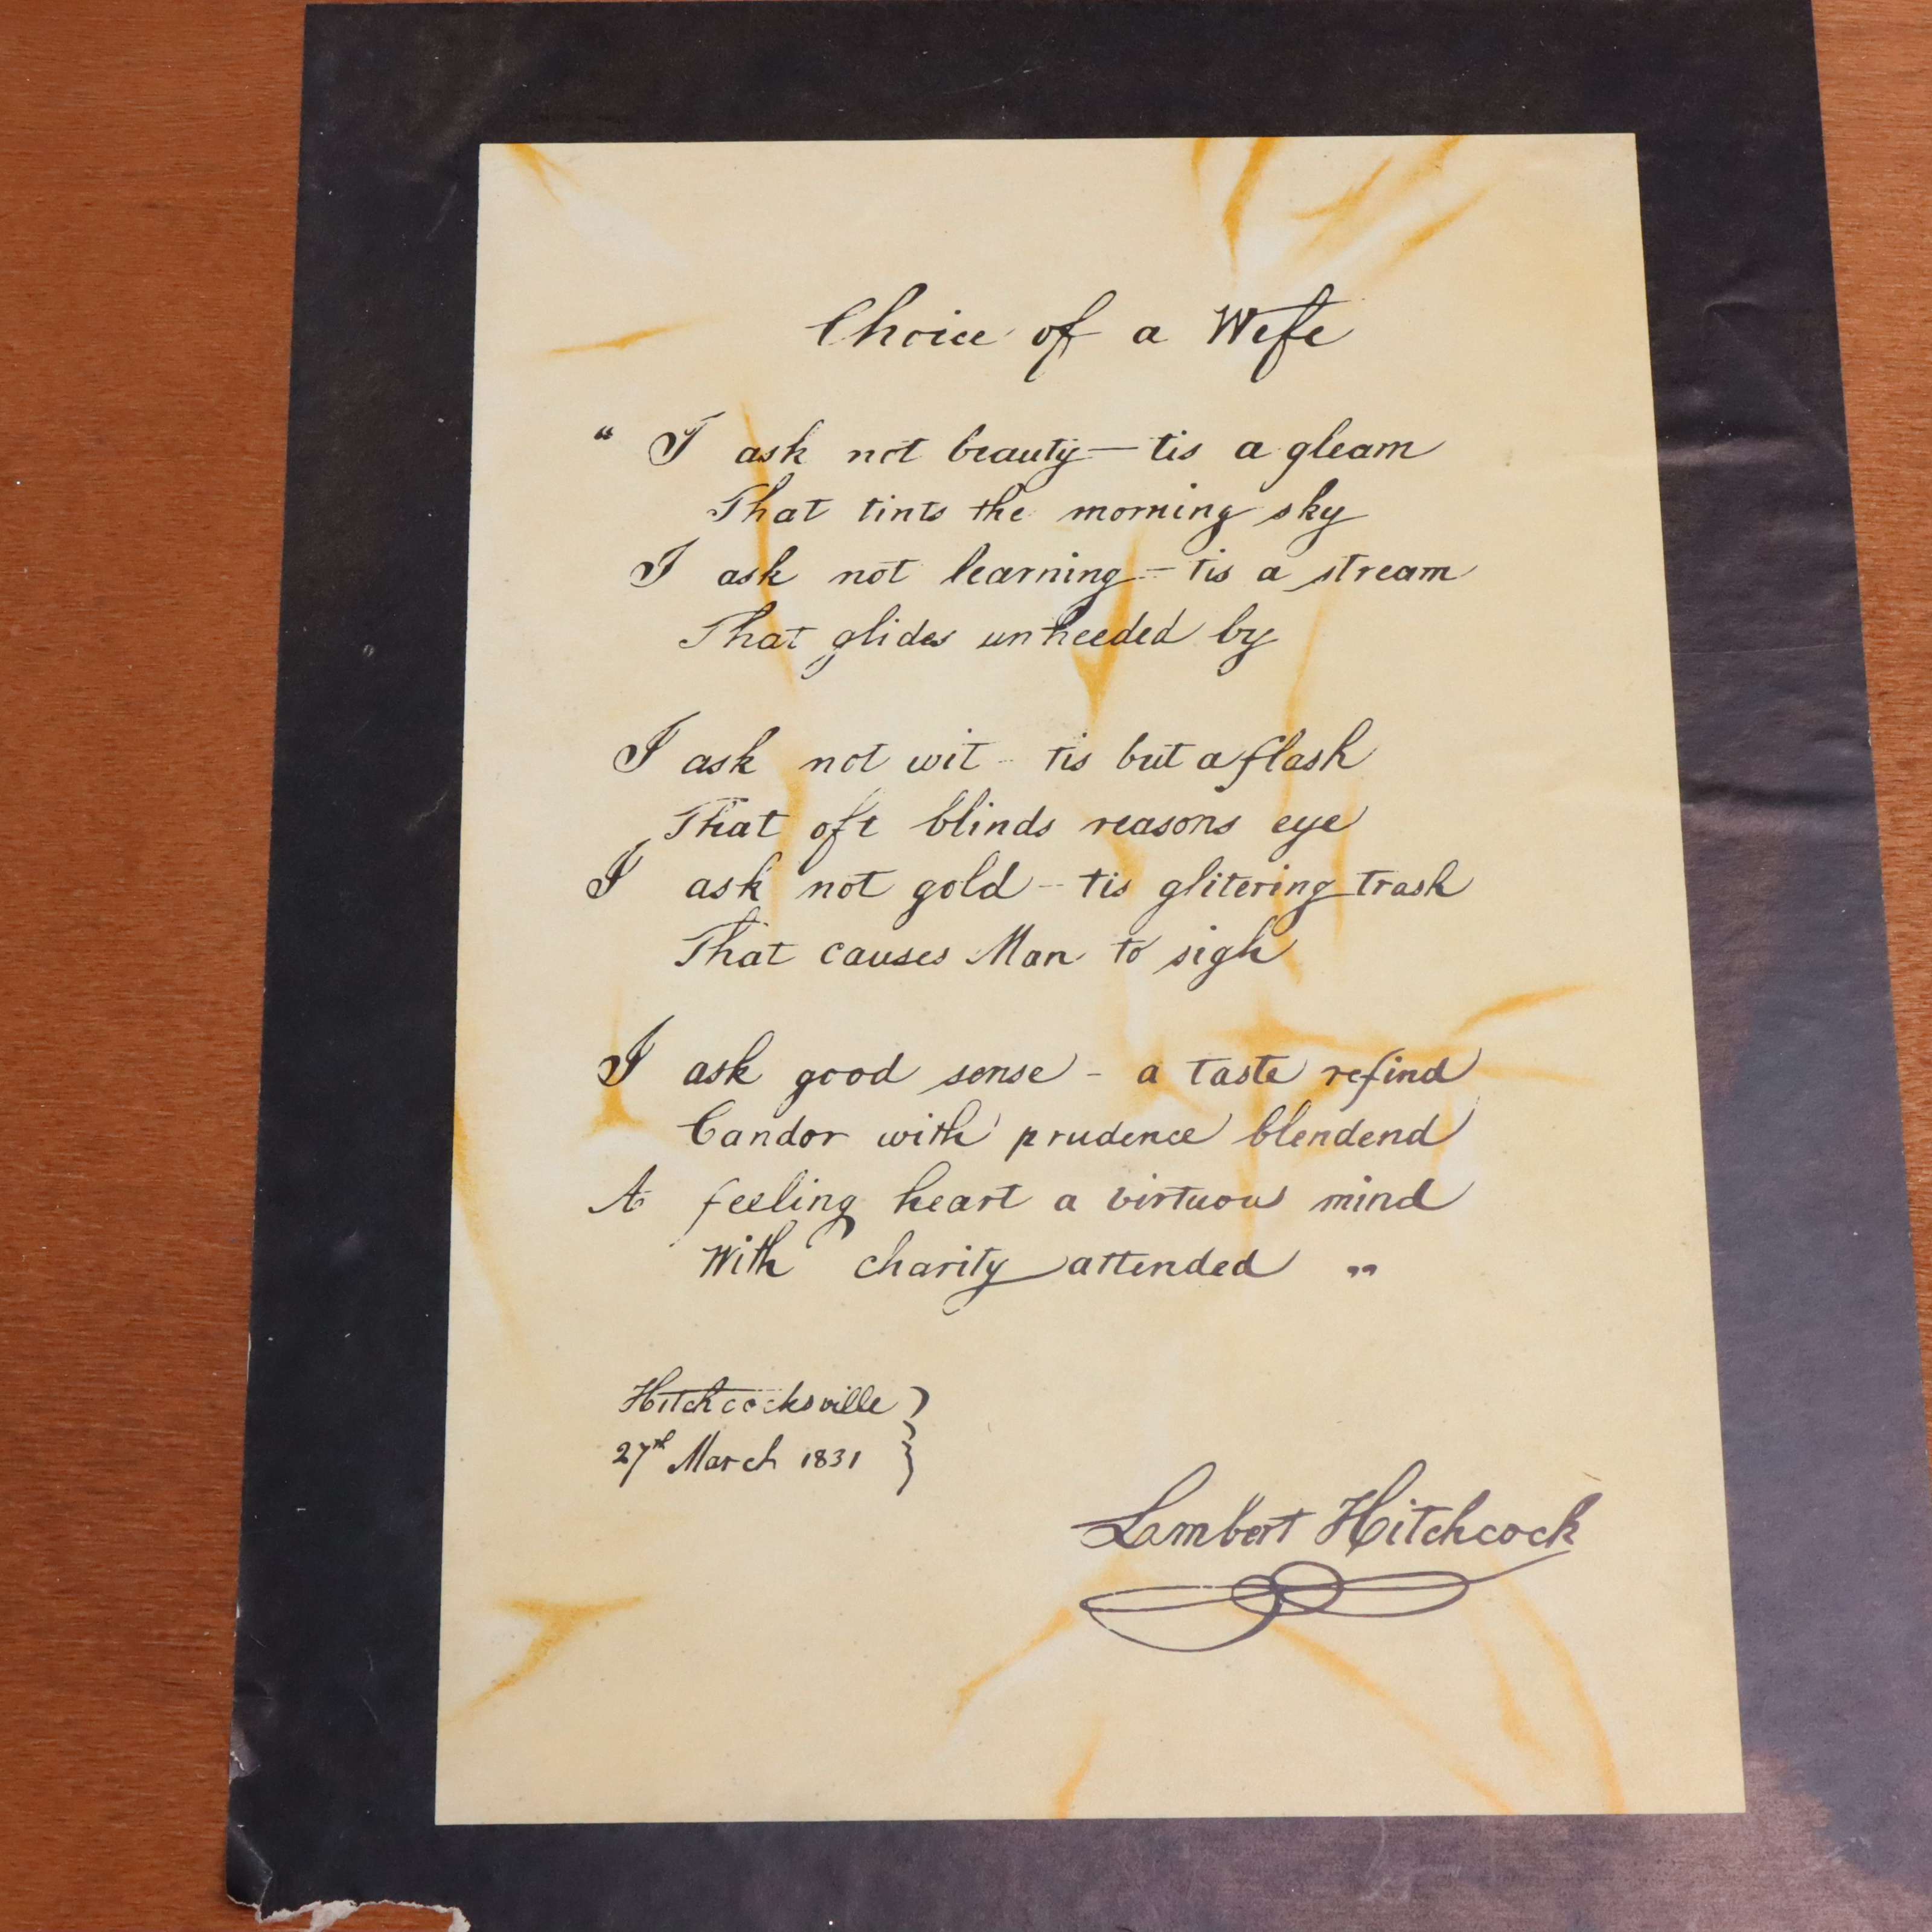 Choice of a Wife
“ I ask not beauty — tis a gleam
That tints the morning sky
I ask not learning – tis a stream
That glides unheeded by
I ask not wit – tis but a flash
That oft blinds reasons eye
I ask not gold – tis glitering trash
That causes Man to sigh
I ask good sense – a taste refind
Candor with prudence blendend
A feeling heart a virtuous mind
With charity attended „
Hitchcocksville }
27th March 1831 }
Lambert Hitchcock